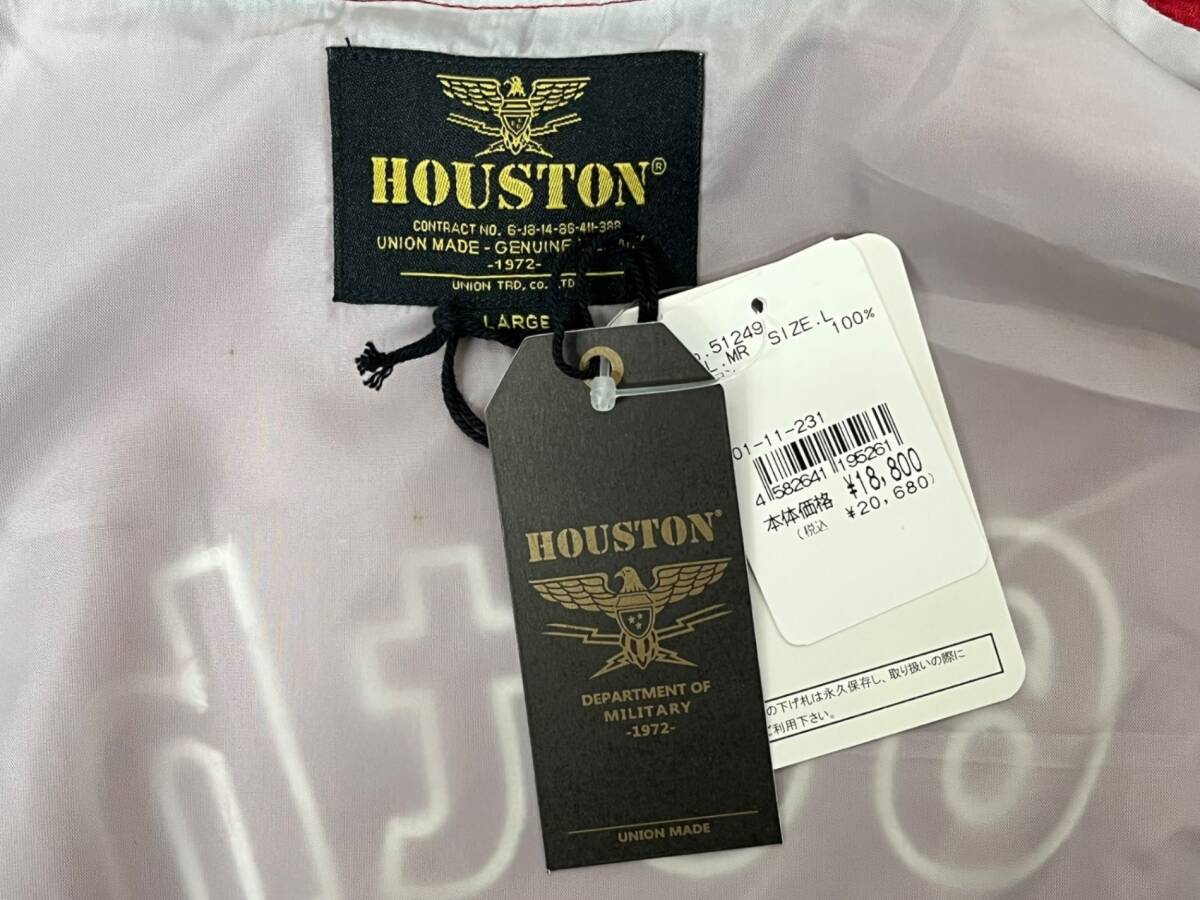 HOUSTON®
CONTRACT NO. 6-J8-14-86-411-388
UNION MADE - GENUINE
-1972-
UNION TRD, CO. LTD
LARGE
HOUSTON®
DEPARTMENT OF
MILITARY
-1972-
UNION MADE
.51249 SIZE.L
L.MR 100%
01-11-231
4 582641 195261
本体価格 ¥18,800
(税込 ¥20,680)
の下げ札は永久保存し、取り扱いの際に
ご利用下さい。